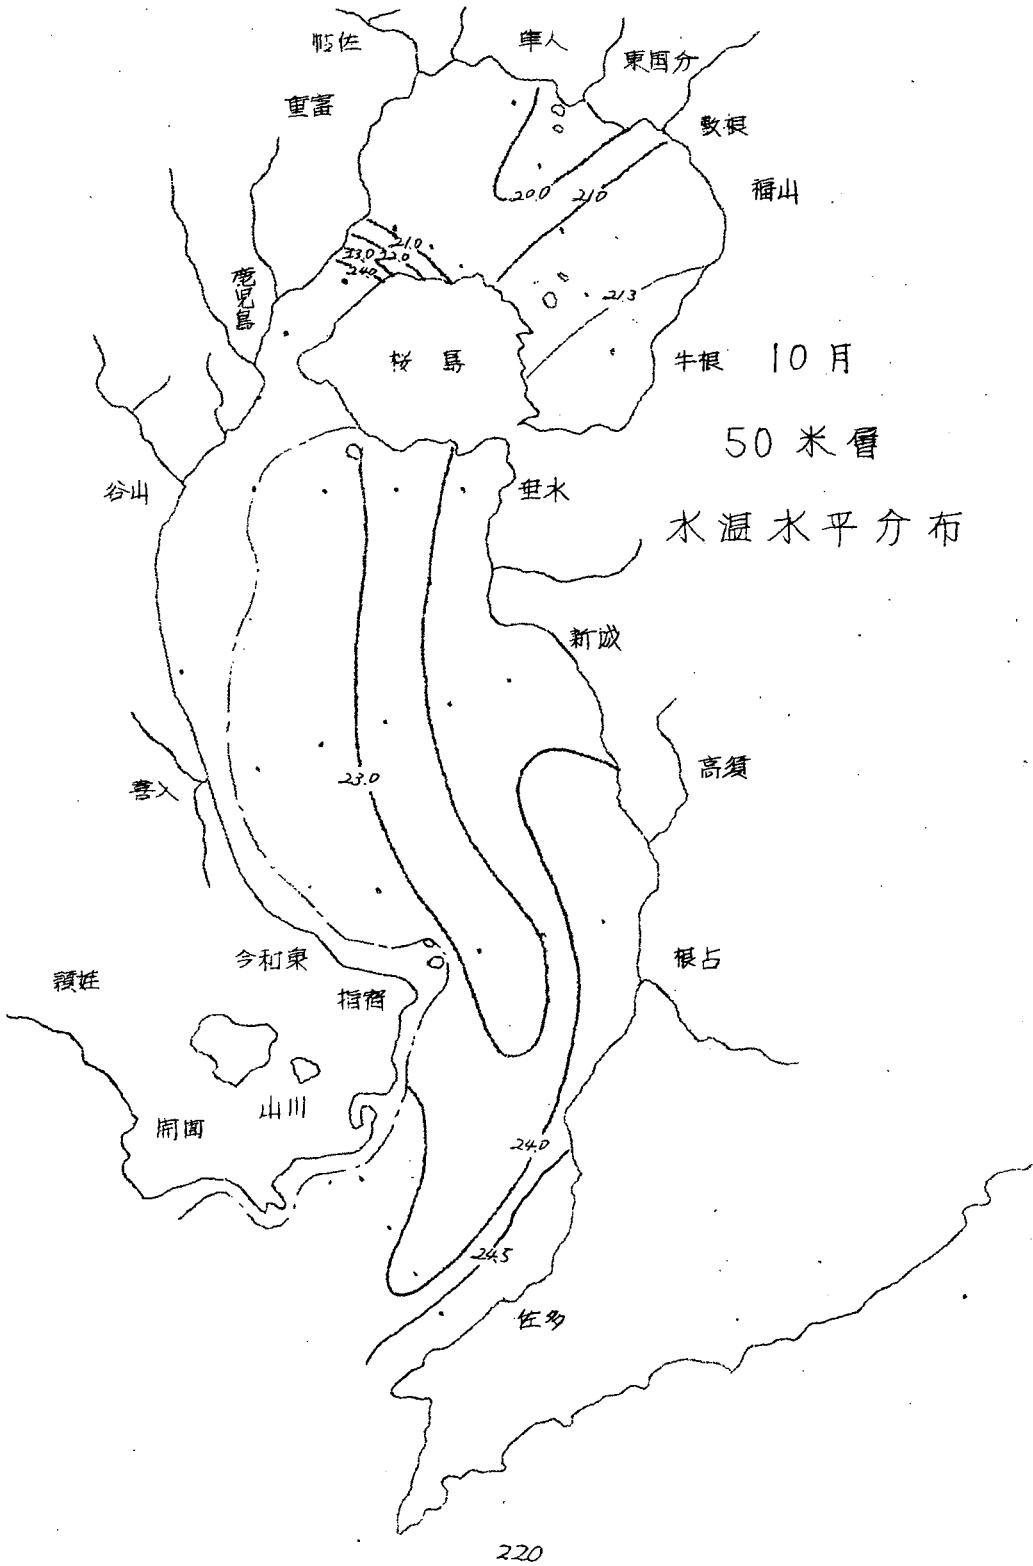 帖佐
隼人
東国分
重富
敷根
福山
20.0
21.0
21.0
23.0
22.0
24.0
鹿児島
21.3
桜島
牛根
10月
50米層
谷山
垂水
水温水平分布
新城
喜入
23.0
高須
今和泉
根占
頴娃
指宿
山川
開聞
24.0
24.5
佐多
220